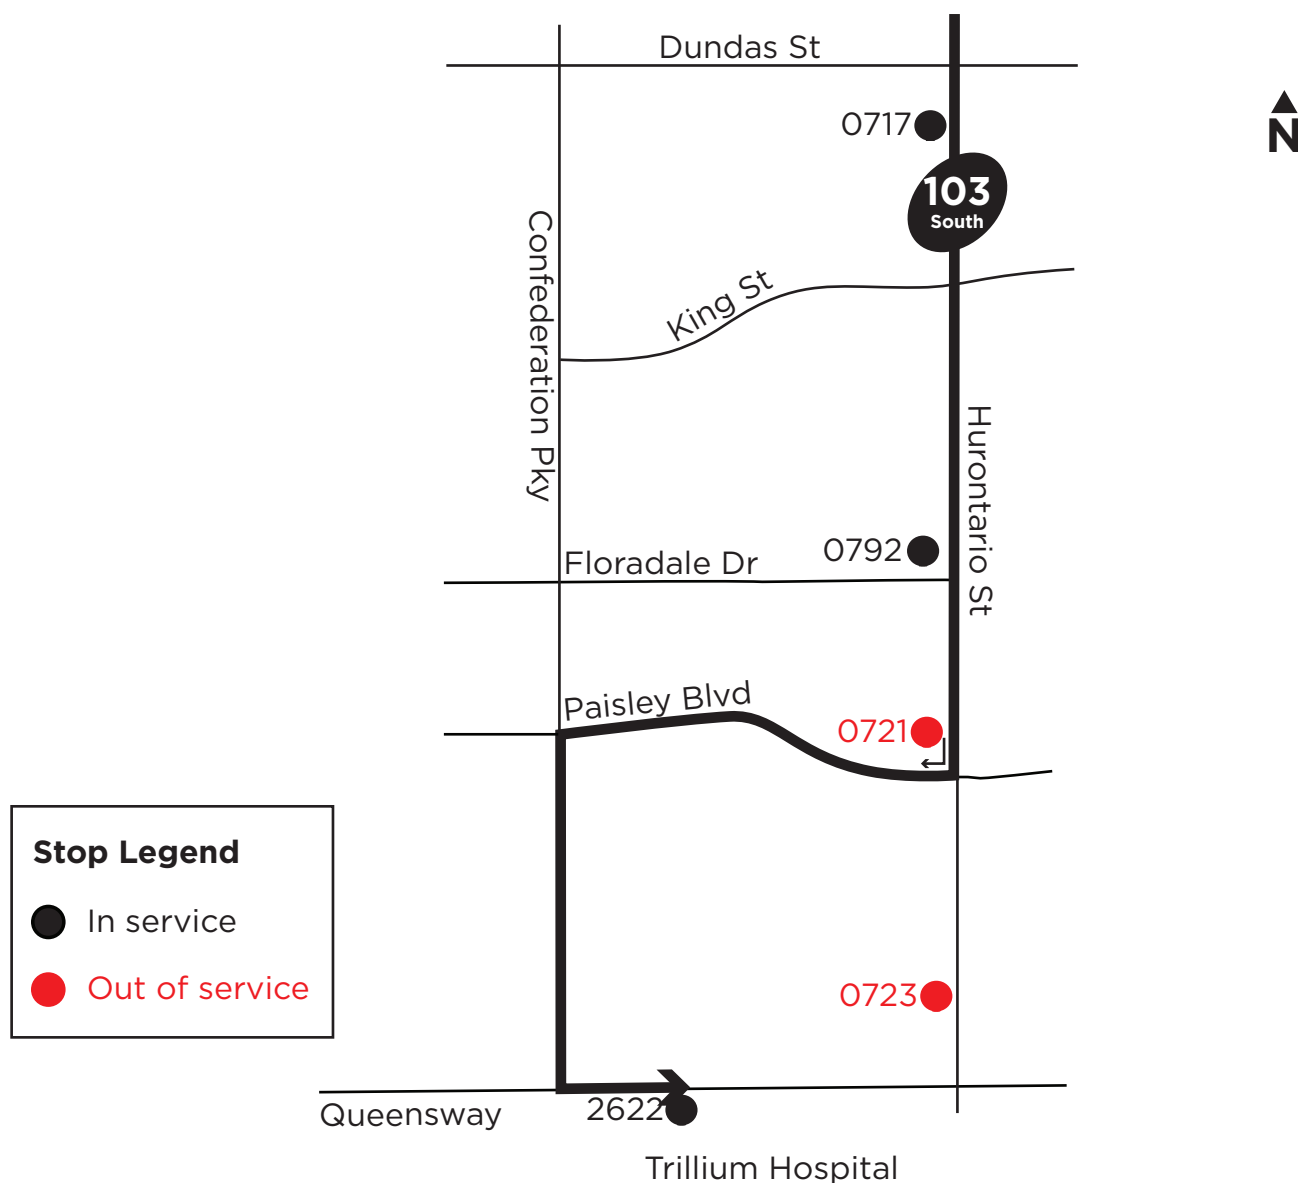 Dundas St
0717
N
103
South
Confederation Pky
King St
Hurontario St
0792
Floradale Dr
Paisley Blvd
0721
Stop Legend
In service
Out of service
0723
2622
Queensway
Trillium Hospital